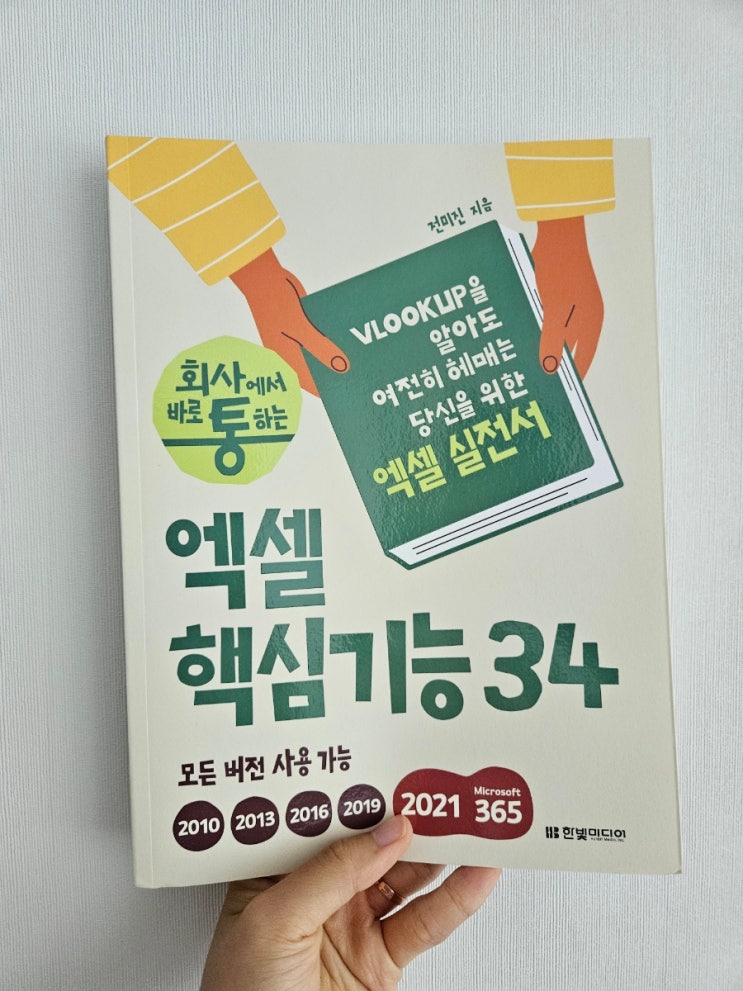 전미진 지음
VLOOKUP을
알아도
여전히 헤매는
당신을 위한
엑셀 실전서
회사에서
바로 통하는
엑셀
핵심기능 34
모든 버전 사용 가능
2010 2013 2016 2019 2021 Microsoft 365
HB 한빛미디어